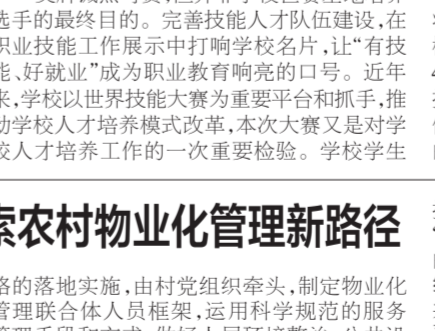 选手的最终目的。完善技能人才队伍建设,在
职业技能工作展示中打响学校名片,让“有技
能、好就业”成为职业教育响亮的口号。近年
来,学校以世界技能大赛为重要平台和抓手,推
动学校人才培养模式改革,本次大赛又是对学
校人才培养工作的一次重要检验。学校学生
索农村物业化管理新路径
的落地实施,由村党组织牵头,制定物业化
管理联合体人员框架,运用科学规范的服务